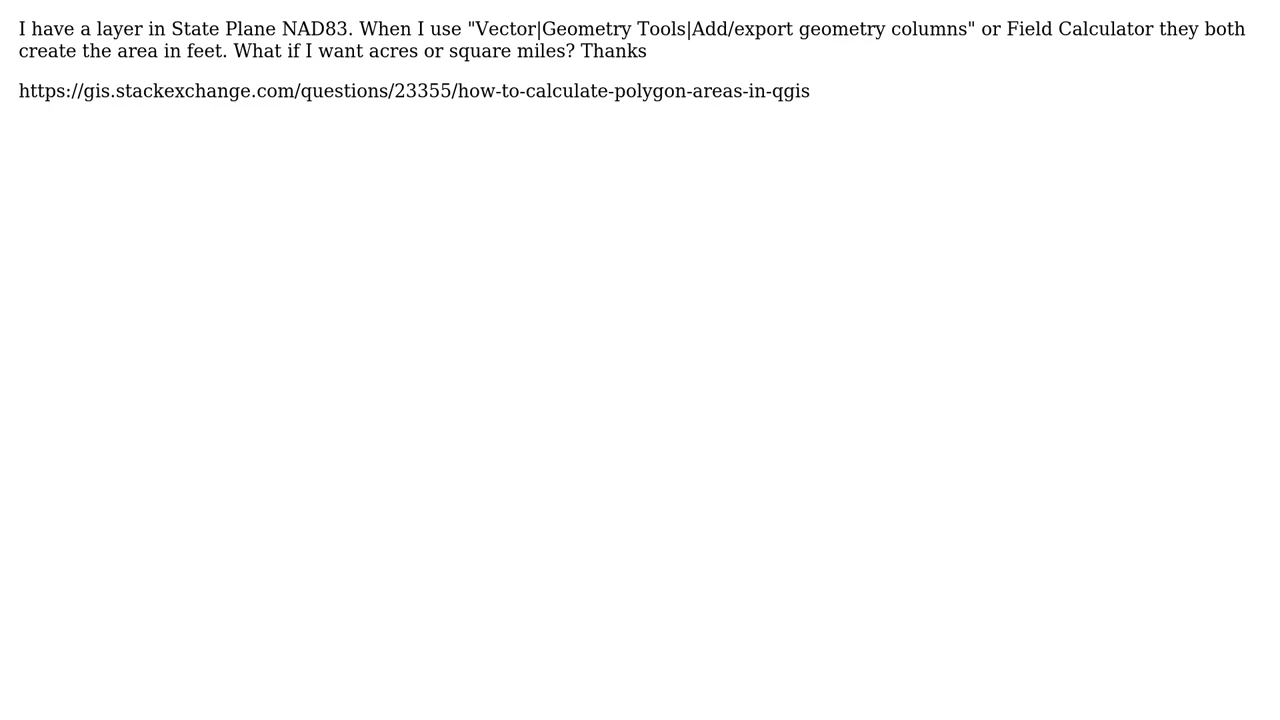 I have a layer in State Plane NAD83. When I use "Vector|Geometry Tools|Add/export geometry columns" or Field Calculator they both
create the area in feet. What if I want acres or square miles? Thanks
https://gis.stackexchange.com/questions/23355/how-to-calculate-polygon-areas-in-qgis